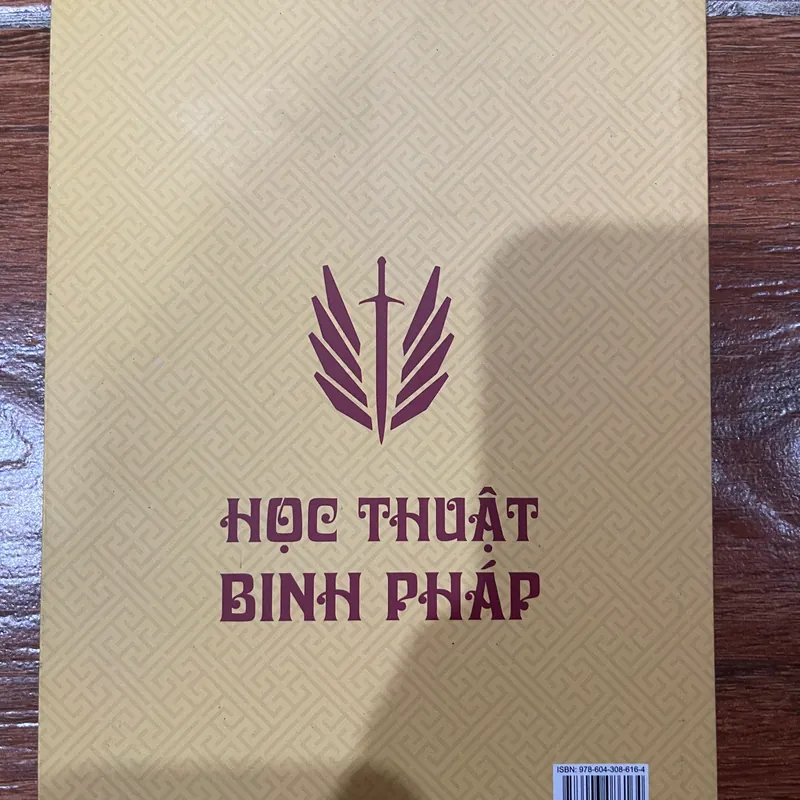 HỌC THUẬT
BINH PHÁP
ISBN: 978-604-308-616-4